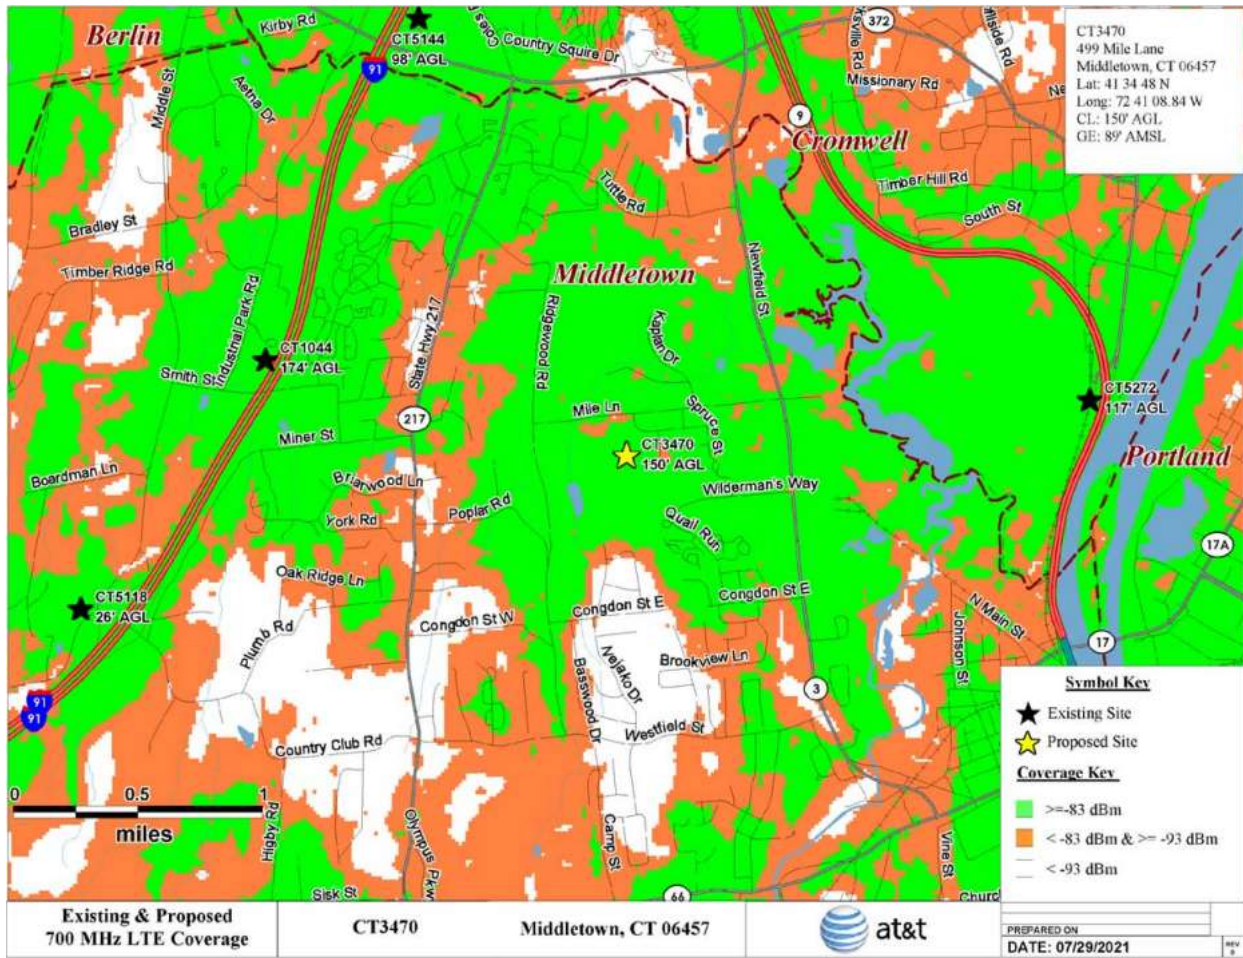 Berlin
Kirby Rd
CT5144
98' AGL
91
Country Squire Dr
372
Hillside Rd
Missionary Rd
CT3470
499 Mile Lane
Middletown, CT 06457
Lat: 41 34 48 N
Long: 72 41 08.84 W
CL: 150' AGL
GE: 89' AMSL
Middle St
Aetna Dr
9
Cromwell
Timber Hill Rd
South St
Tuttle Rd
Bradley St
Timber Ridge Rd
Middletown
Newfield St
Industrial Park Rd
State Hwy 217
Ridgewood Rd
Kaplan Dr
CT1044
174' AGL
Smith St
CT5272
117' AGL
217
Mile Ln
Spruce St
Miner St
CT3470
150' AGL
Portland
Boardman Ln
Briarwood Ln
Wilderman's Way
York Rd
Poplar Rd
Quail Run
17A
CT5118
26' AGL
Oak Ridge Ln
Congdon St E
Congdon St E
N Main St
Johnson St
Plumb Rd
Congdon St W
17
Nejako Dr
Brookview Ln
Basswood Dr
3
91
91
Westfield St
Country Club Rd
Symbol Key
Existing Site
Proposed Site
Coverage Key
>=-83 dBm
< -83 dBm & >= -93 dBm
< -93 dBm
0 0.5 1
miles
Higby Rd
Olympus Pkw
Camp St
Vine St
Sisk St
66
Church
Existing & Proposed
700 MHz LTE Coverage
CT3470
Middletown, CT 06457
at&t
PREPARED ON
DATE: 07/29/2021
REV